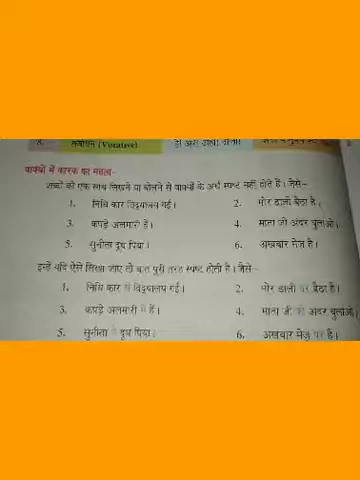 8. संबोधन (Vocative)
वाक्यों में कारक का महत्व–
शब्दों को एक साथ लिखने या बोलने से वाक्यों के अर्थ स्पष्ट नहीं होते हैं। जैसे–
1. निधि कार विद्यालय गई। 2. मोर डाली बैठा है।
3. कपड़े अलमारी हैं। 4. माता जी अंदर बुलाओ।
5. सुनीता दूध पिया। 6. अखबार मेज़ है।
इन्हें यदि ऐसे लिखा जाए तो बात पूरी तरह स्पष्ट होती है। जैसे–
1. निधि कार से विद्यालय गई। 2. मोर डाली पर बैठा है।
3. कपड़े अलमारी में हैं। 4. माता जी को अंदर बुलाओ।
5. सुनीता ने दूध पिया। 6. अखबार मेज़ पर है।